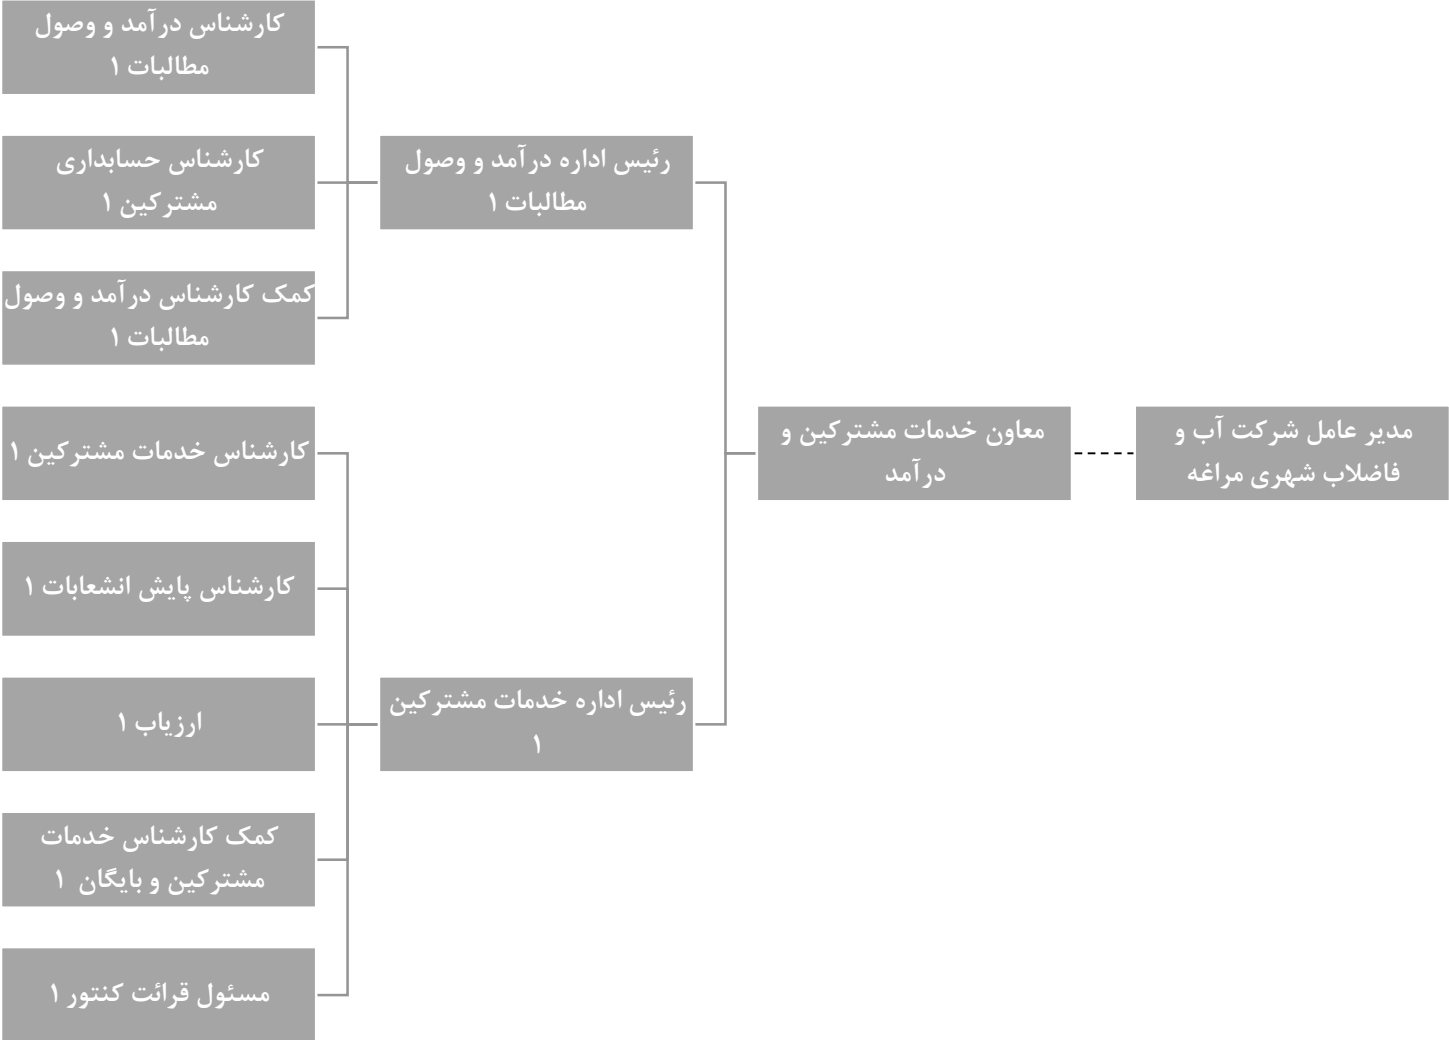 مدیر عامل شرکت آب و
فاضلاب شهری مراغه
معاون خدمات مشترکین و
درآمد
رئیس اداره درآمد و وصول
مطالبات ۱
کارشناس درآمد و وصول
مطالبات ۱
کارشناس حسابداری
مشترکین ۱
کمک کارشناس درآمد و وصول
مطالبات ۱
رئیس اداره خدمات مشترکین
۱
کارشناس خدمات مشترکین ۱
کارشناس پایش انشعابات ۱
ارزیاب ۱
کمک کارشناس خدمات
مشترکین و بایگان ۱
مسئول قرائت کنتور ۱